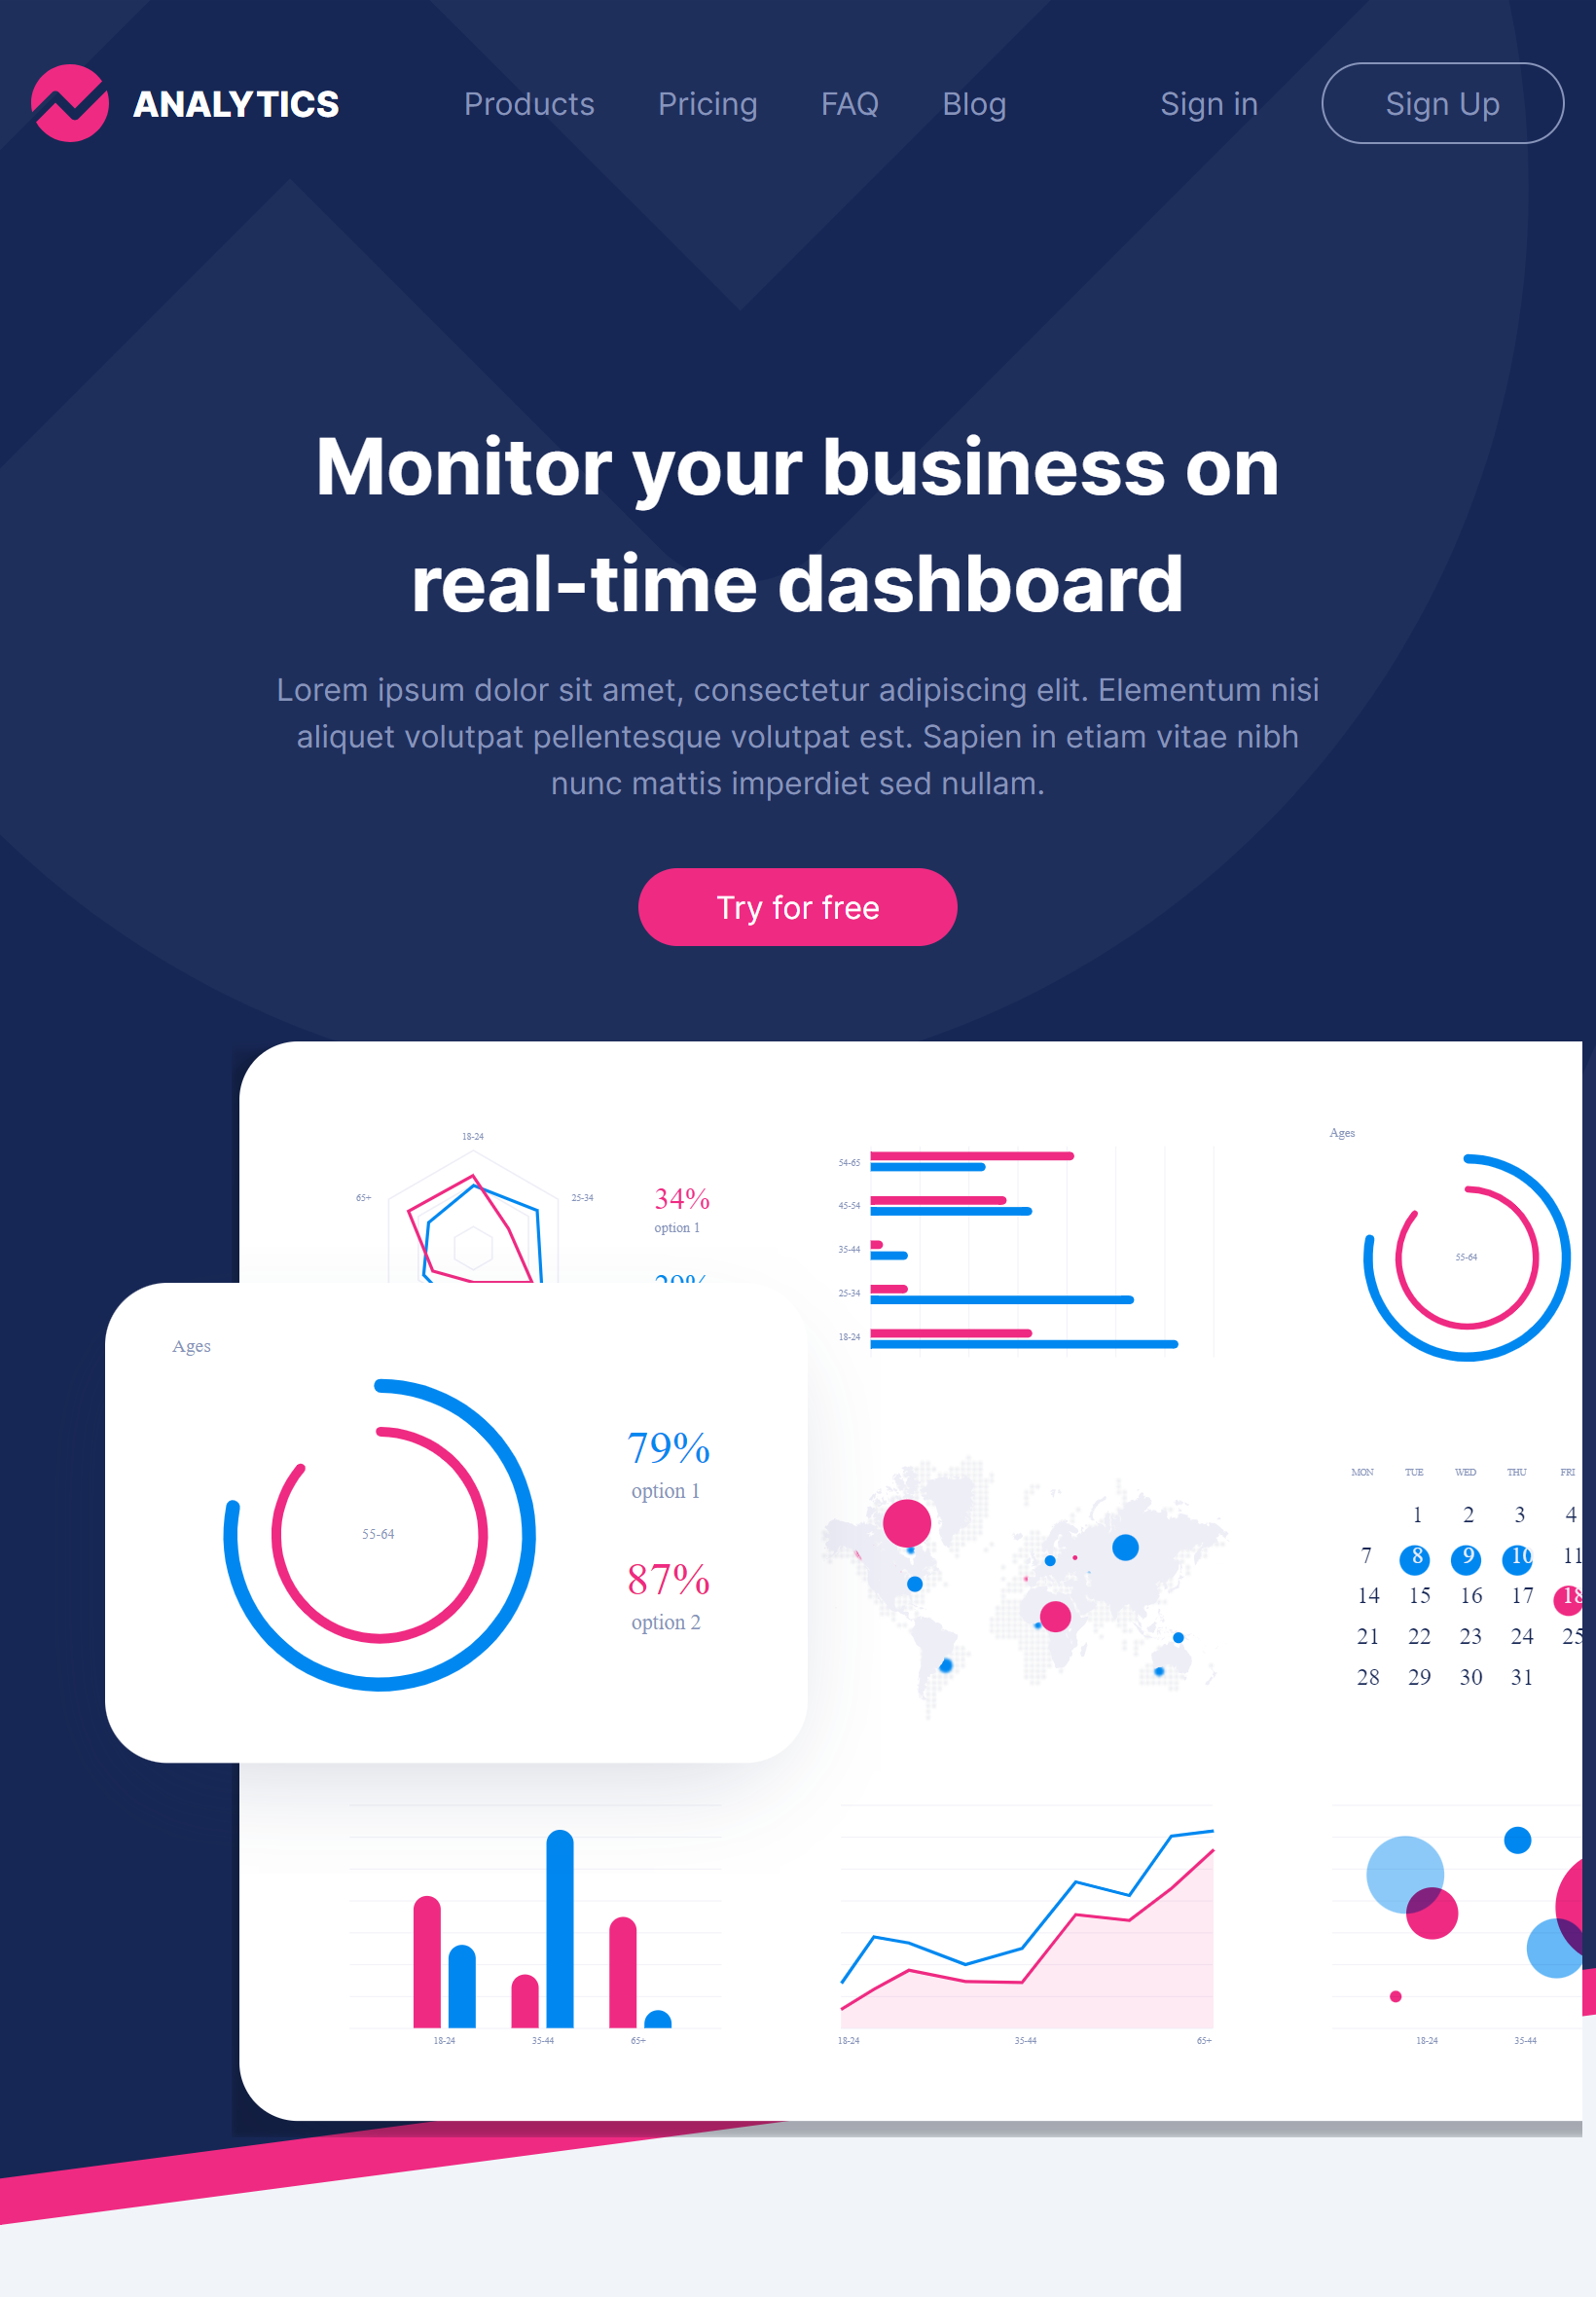 ANALYTICS
Products Pricing FAQ Blog Sign in Sign Up
Monitor your business on
real-time dashboard
Lorem ipsum dolor sit amet, consectetur adipiscing elit. Elementum nisi
aliquet volutpat pellentesque volutpat est. Sapien in etiam vitae nibh
nunc mattis imperdiet sed nullam.
Try for free
18-24
65+
25-34
34%
option 1
54-65
45-54
35-44
25-34
18-24
Ages
55-64
Ages
55-64
79%
option 1
87%
option 2
MON TUE WED THU FRI
1 2 3 4
7 8 9 10 11
14 15 16 17 18
21 22 23 24 25
28 29 30 31
18-24 35-44 65+
18-24 35-44 65+
18-24 35-44